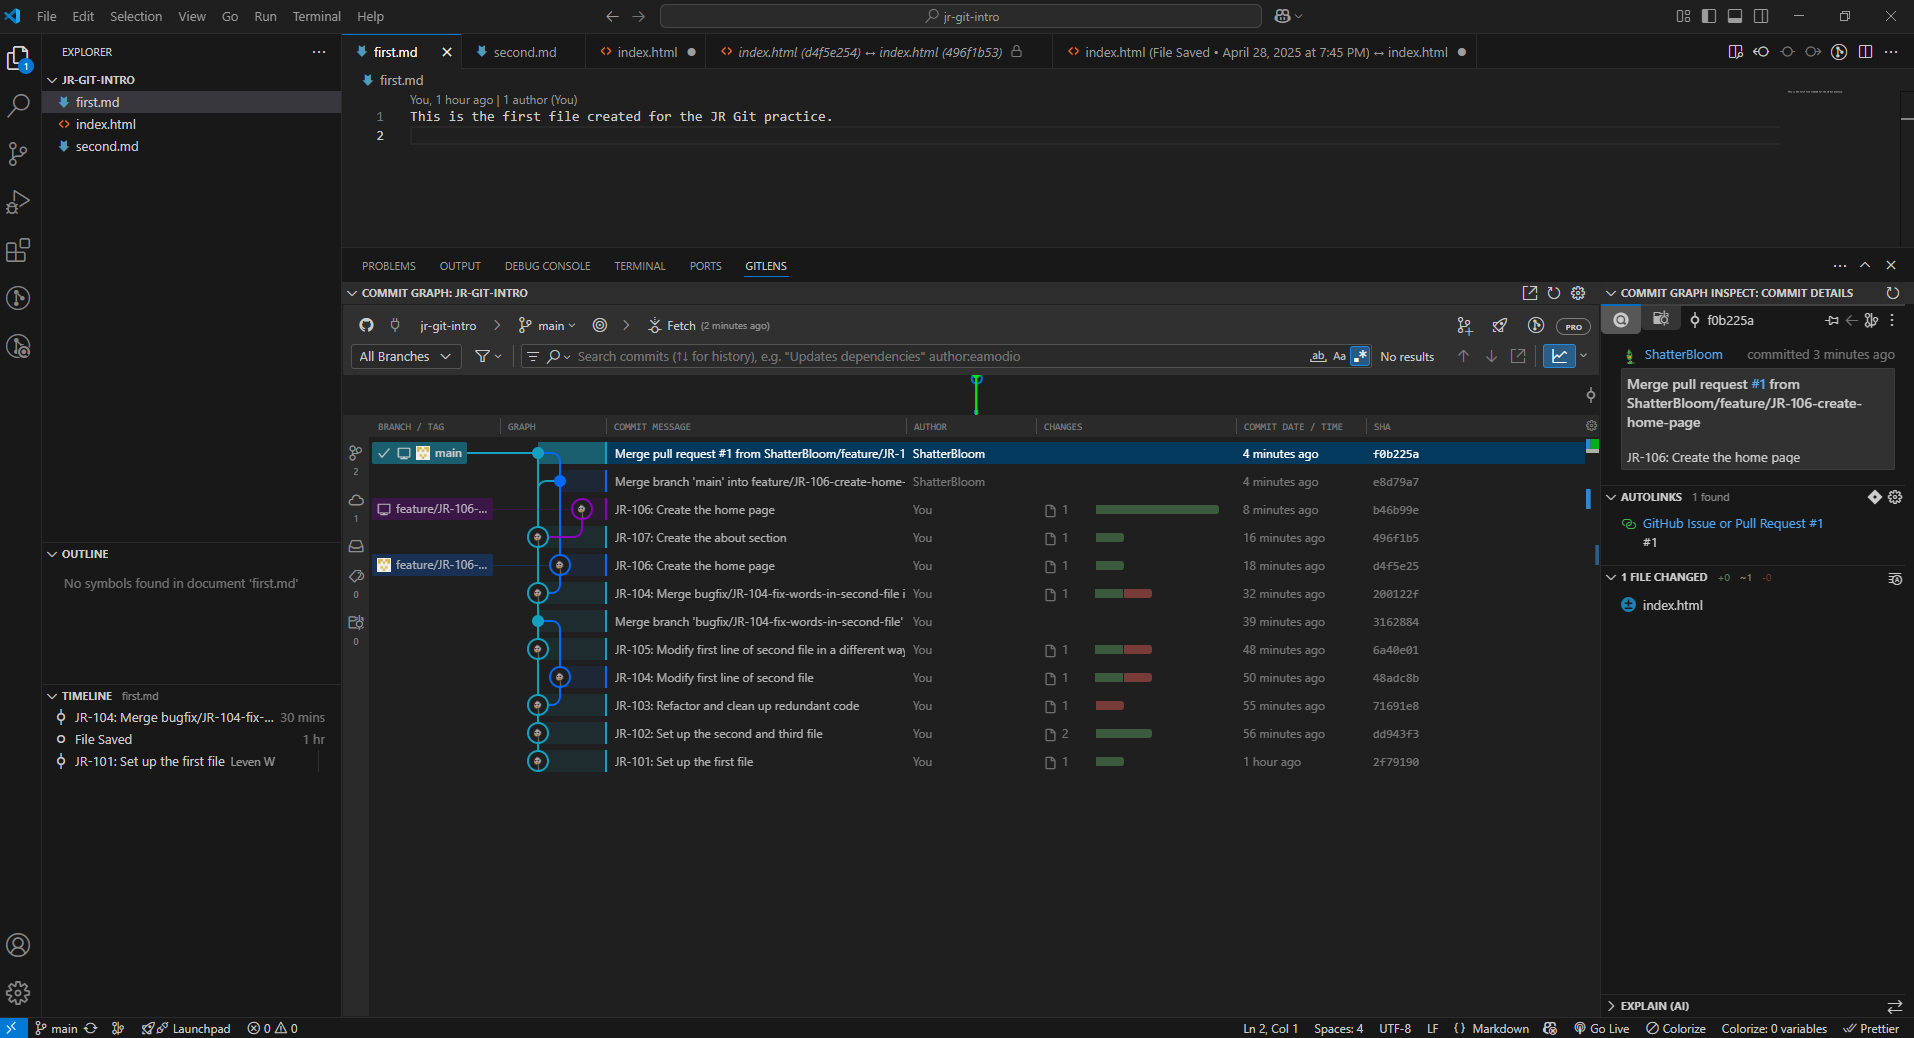 File Edit Selection View Go Run Terminal Help
jr-git-intro
EXPLORER
JR-GIT-INTRO
first.md
index.html
second.md
1
OUTLINE
No symbols found in document 'first.md'
TIMELINE first.md
JR-104: Merge bugfix/JR-104-fix-... 30 mins
File Saved 1 hr
JR-101: Set up the first file Leven W
first.md second.md index.html index.html (d4f5e254) ↔ index.html (496f1b53) index.html (File Saved • April 28, 2025 at 7:45 PM) ↔ index.html
first.md
You, 1 hour ago | 1 author (You)
1 This is the first file created for the JR Git practice.
2
PROBLEMS OUTPUT DEBUG CONSOLE TERMINAL PORTS GITLENS
COMMIT GRAPH: JR-GIT-INTRO
jr-git-intro main Fetch (2 minutes ago) PRO
All Branches Search commits (↑↓ for history), e.g. "Updates dependencies" author:eamodio ab Aa .* No results
BRANCH / TAG GRAPH COMMIT MESSAGE AUTHOR CHANGES COMMIT DATE / TIME SHA
main Merge pull request #1 from ShatterBloom/feature/JR-1 ShatterBloom 4 minutes ago f0b225a
2 Merge branch 'main' into feature/JR-106-create-home- ShatterBloom 4 minutes ago e8d79a7
1 feature/JR-106-... JR-106: Create the home page You 1 8 minutes ago b46b99e
JR-107: Create the about section You 1 16 minutes ago 496f1b5
feature/JR-106-... JR-106: Create the home page You 1 18 minutes ago d4f5e25
0 JR-104: Merge bugfix/JR-104-fix-words-in-second-file i You 1 32 minutes ago 200122f
Merge branch 'bugfix/JR-104-fix-words-in-second-file' You 39 minutes ago 3162884
0 JR-105: Modify first line of second file in a different way You 1 48 minutes ago 6a40e01
JR-104: Modify first line of second file You 1 50 minutes ago 48adc8b
JR-103: Refactor and clean up redundant code You 1 55 minutes ago 71691e8
JR-102: Set up the second and third file You 2 56 minutes ago dd943f3
JR-101: Set up the first file You 1 1 hour ago 2f79190
COMMIT GRAPH INSPECT: COMMIT DETAILS
f0b225a
ShatterBloom committed 3 minutes ago
Merge pull request #1 from
ShatterBloom/feature/JR-106-create-
home-page
JR-106: Create the home page
AUTOLINKS 1 found
GitHub Issue or Pull Request #1
#1
1 FILE CHANGED +0 ~1 -0
index.html
EXPLAIN (AI)
main Launchpad 0 0 Ln 2, Col 1 Spaces: 4 UTF-8 LF {} Markdown Go Live Colorize Colorize: 0 variables Prettier